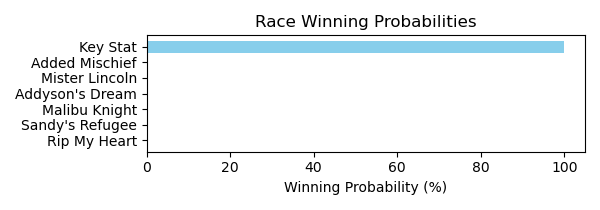 Race Winning Probabilities
Key Stat
Added Mischief
Mister Lincoln
Addyson's Dream
Malibu Knight
Sandy's Refugee
Rip My Heart
0 20 40 60 80 100
Winning Probability (%)